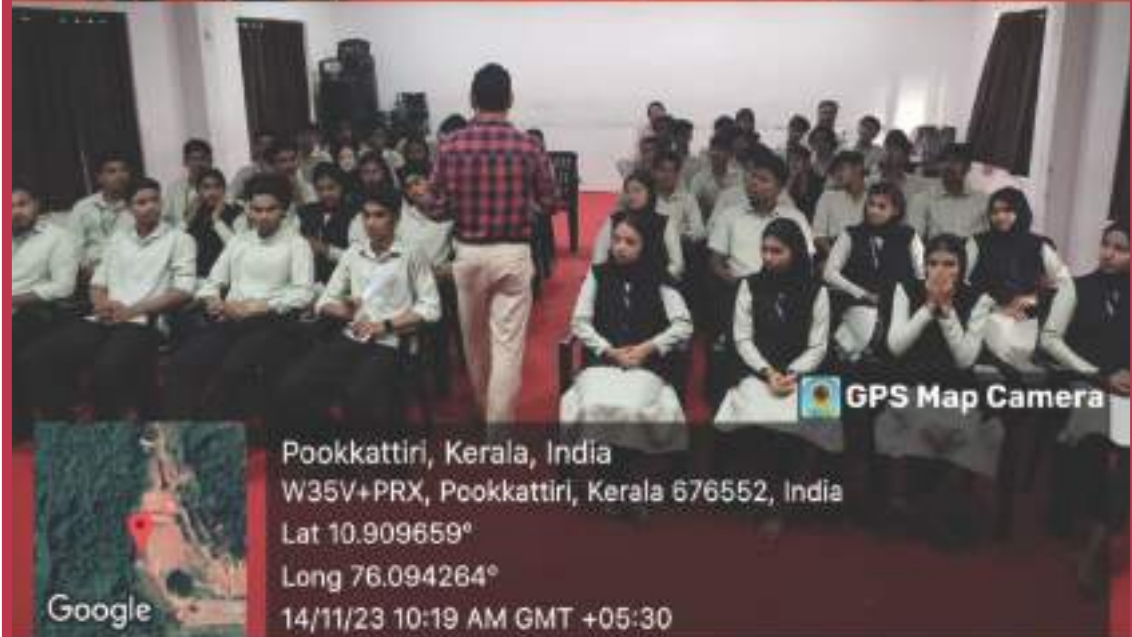 GPS Map Camera
Pookkattiri, Kerala, India
W35V+PRX, Pookkattiri, Kerala 676552, India
Lat 10.909659°
Long 76.094264°
14/11/23 10:19 AM GMT +05:30
Google